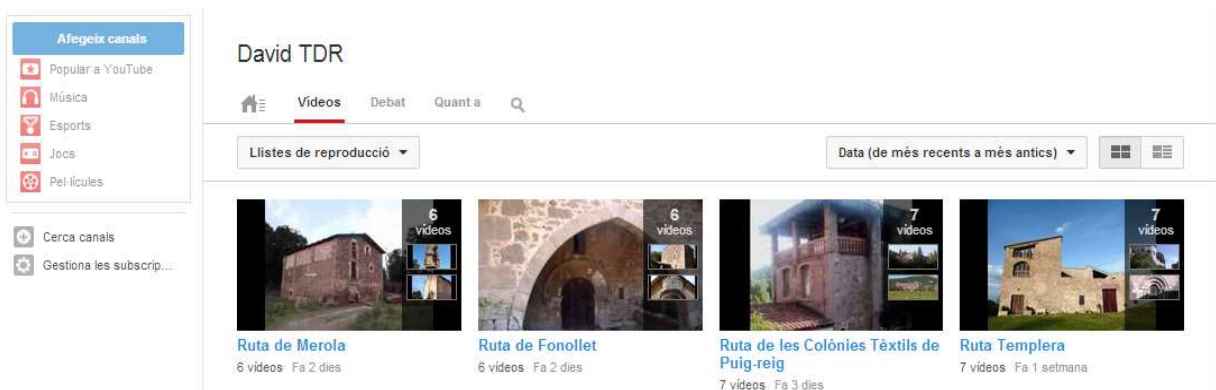 Afegeix canals
Popular a YouTube
Música
Esports
Jocs
Pel·lícules
Cerca canals
Gestiona les subscrip...
David TDR
Vídeos Debat Quant a
Llistes de reproducció
Data (de més recents a més antics)
6
vídeos
6
vídeos
7
vídeos
7
vídeos
Ruta de Merola
6 vídeos Fa 2 dies
Ruta de Fonollet
6 vídeos Fa 2 dies
Ruta de les Colònies Tèxtils de
Puig-reig
7 vídeos Fa 3 dies
Ruta Templera
7 vídeos Fa 1 setmana